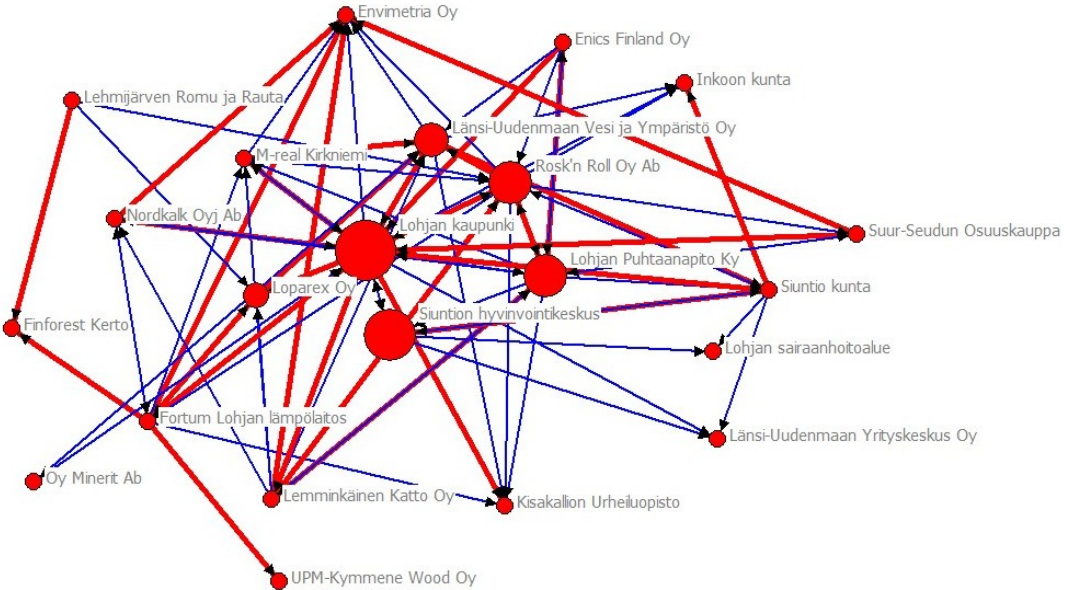 Envimetria Oy
Enics Finland Oy
Inkoon kunta
Lehmijärven Romu ja Rauta
Länsi-Uudenmaan Vesi ja Ympäristö Oy
M-real Kirkniemi
Rosk'n Roll Oy Ab
Nordkalk Oyj Ab
Lohjan kaupunki
Suur-Seudun Osuuskauppa
Lohjan Puhtaanapito Ky
Loparex Oy
Siuntio kunta
Siuntion hyvinvointikeskus
Finforest Kerto
Lohjan sairaanhoitoalue
Fortum Lohjan lämpölaitos
Länsi-Uudenmaan Yrityskeskus Oy
Oy Minerit Ab
Lemminkäinen Katto Oy
Kisakallion Urheiluopisto
UPM-Kymmene Wood Oy